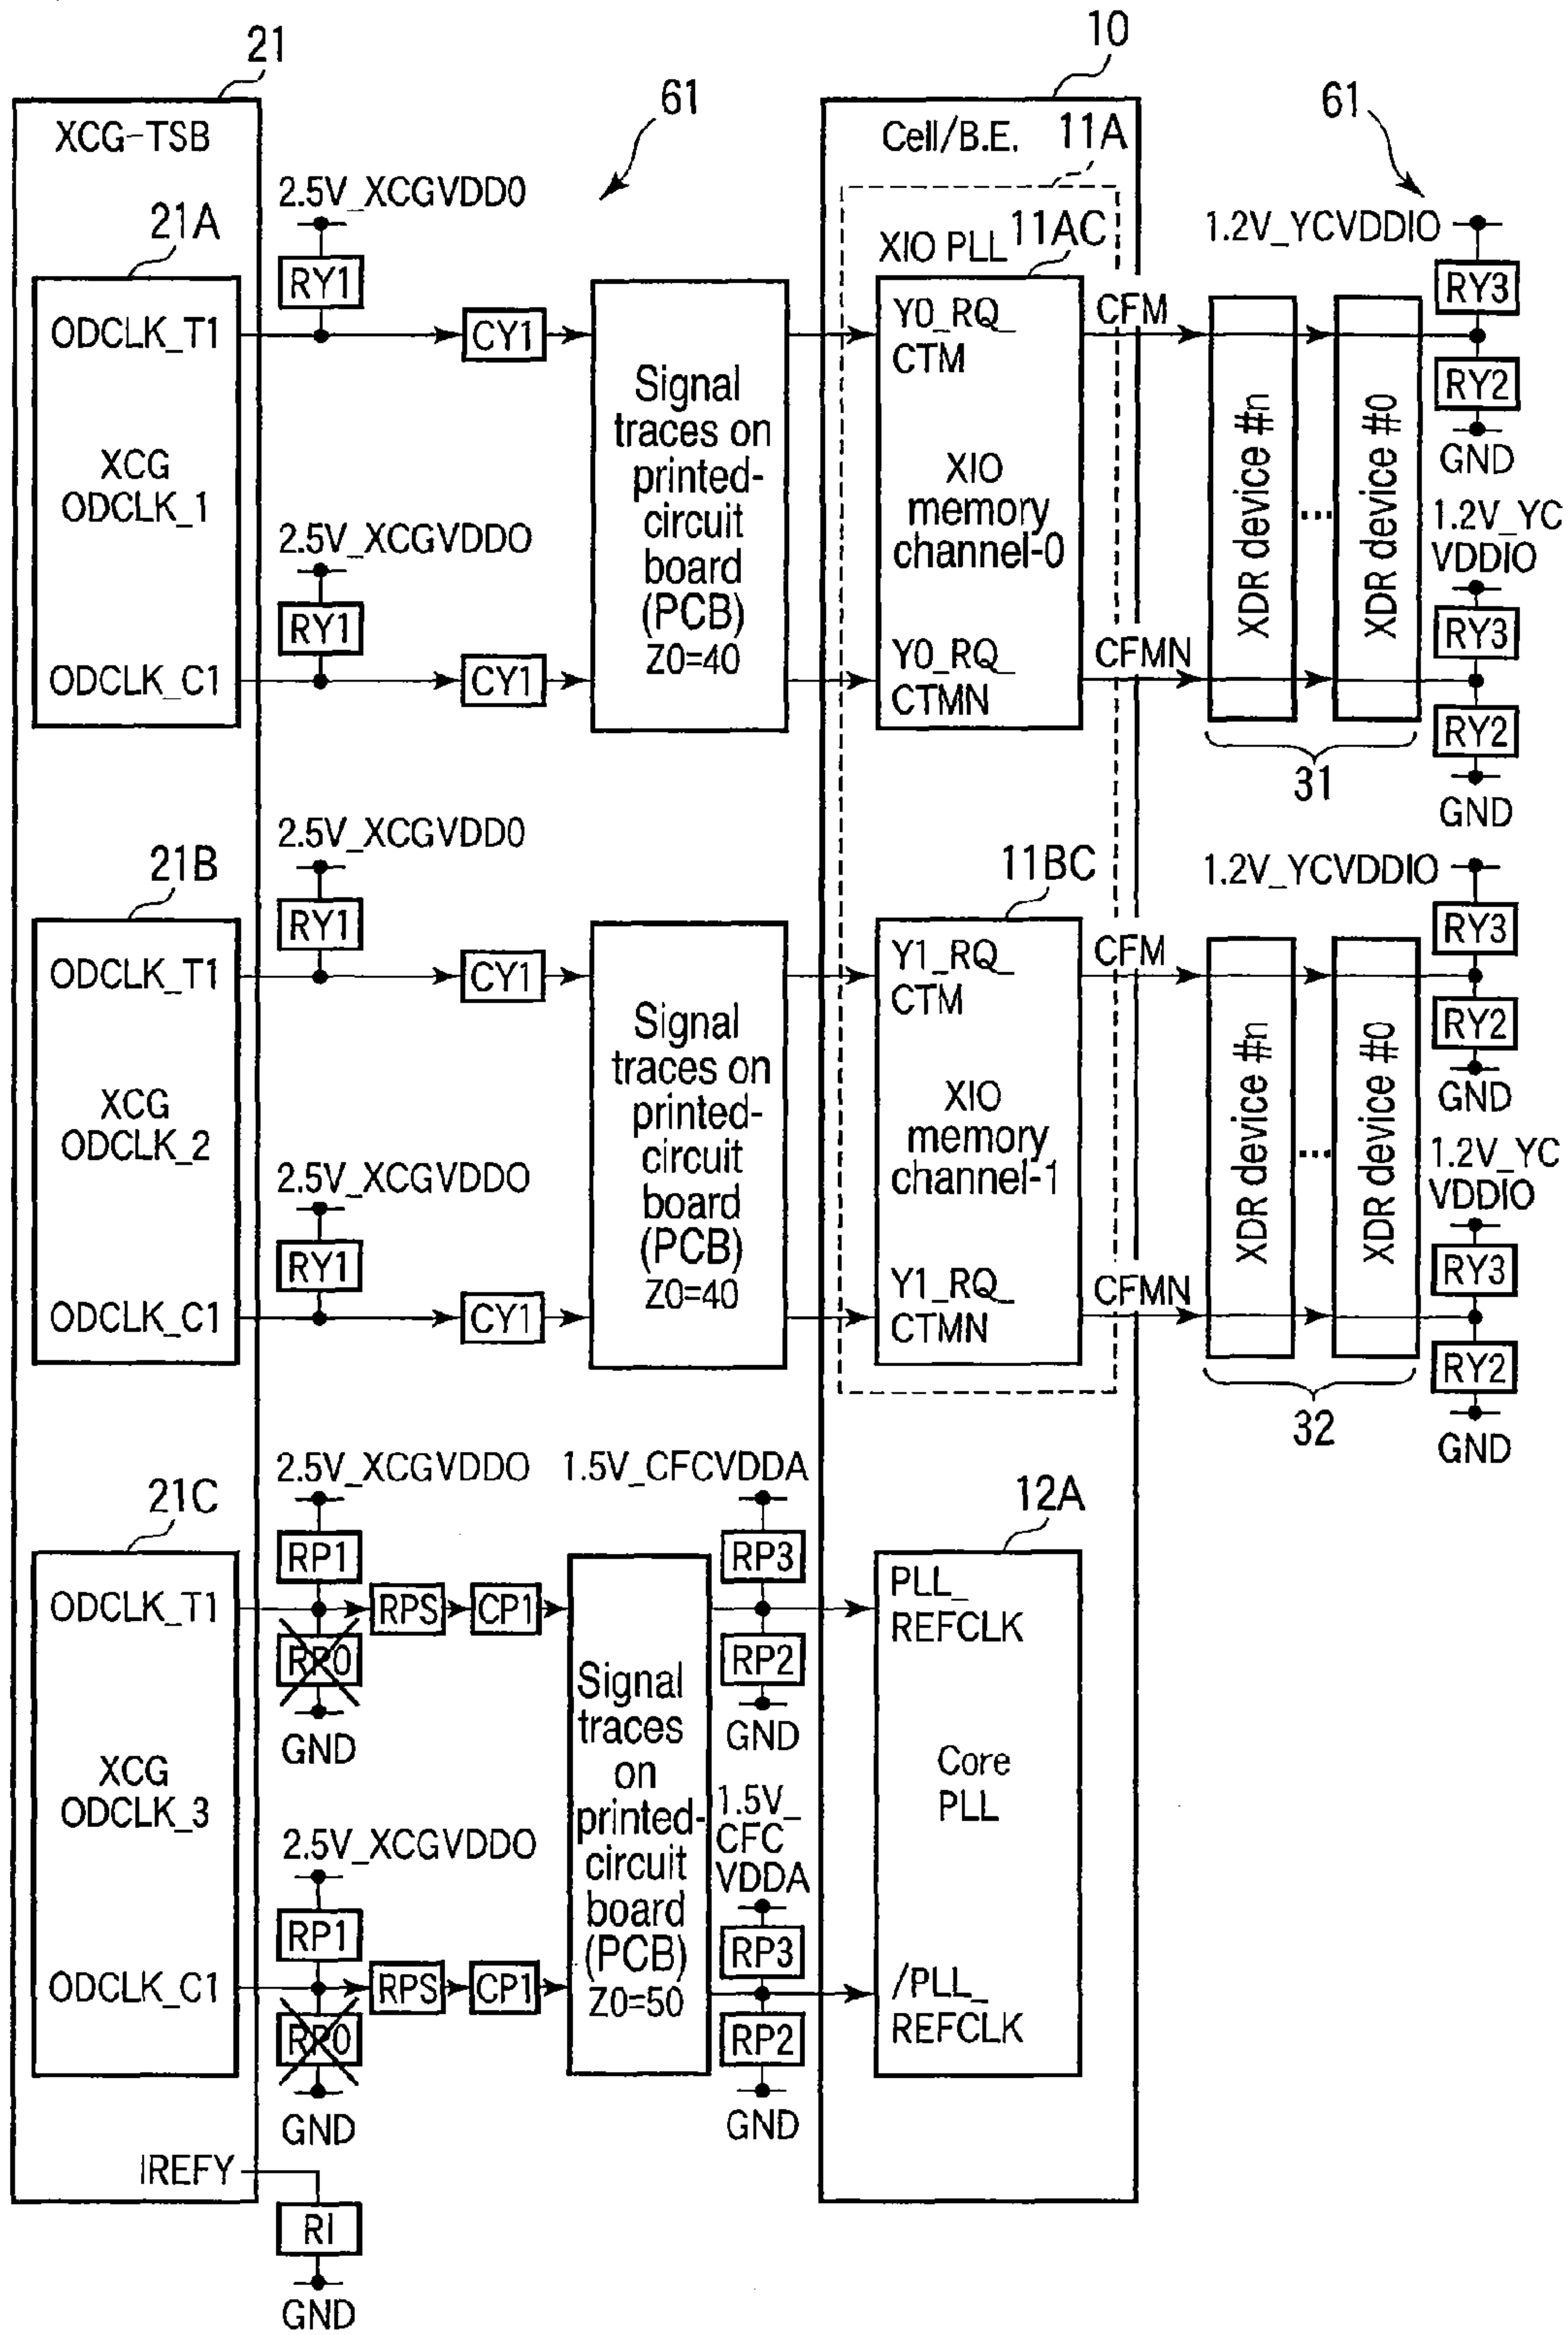 21
10
XCG-TSB
61
Cell/B.E.
11A
61
2.5V_XCGVDD0
1.2V_YCVDDIO
21A
XIO PLL
11AC
RY1
RY3
ODCLK_T1
CY1
Y0_RQ_
CTM
CFM
RY2
GND
XCG
ODCLK_1
Signal
traces on
printed-
circuit
board
(PCB)
Z0=40
XIO
memory
channel-0
XDR device #n
...
XDR device #0
2.5V_XCGVDDO
1.2V_YC
VDDIO
RY1
RY3
ODCLK_C1
CY1
Y0_RQ_
CTMN
CFMN
RY2
GND
31
2.5V_XCGVDD0
1.2V_YCVDDIO
21B
11BC
RY1
RY3
ODCLK_T1
CY1
Y1_RQ_
CTM
CFM
RY2
GND
XCG
ODCLK_2
Signal
traces on
printed-
circuit
board
(PCB)
Z0=40
XIO
memory
channel-1
XDR device #n
...
XDR device #0
2.5V_XCGVDDO
1.2V_YC
VDDIO
RY1
RY3
ODCLK_C1
CY1
Y1_RQ_
CTMN
CFMN
RY2
GND
32
2.5V_XCGVDDO
1.5V_CFCVDDA
21C
12A
RP1
RP3
ODCLK_T1
RPS
CP1
PLL_
REFCLK
RP0
RP2
GND
GND
XCG
ODCLK_3
Signal
traces
on
printed-
circuit
board
(PCB)
Z0=50
Core
PLL
2.5V_XCGVDDO
1.5V_
CFC
VDDA
RP1
RP3
ODCLK_C1
RPS
CP1
/PLL_
REFCLK
RP0
RP2
GND
GND
IREFY
RI
GND